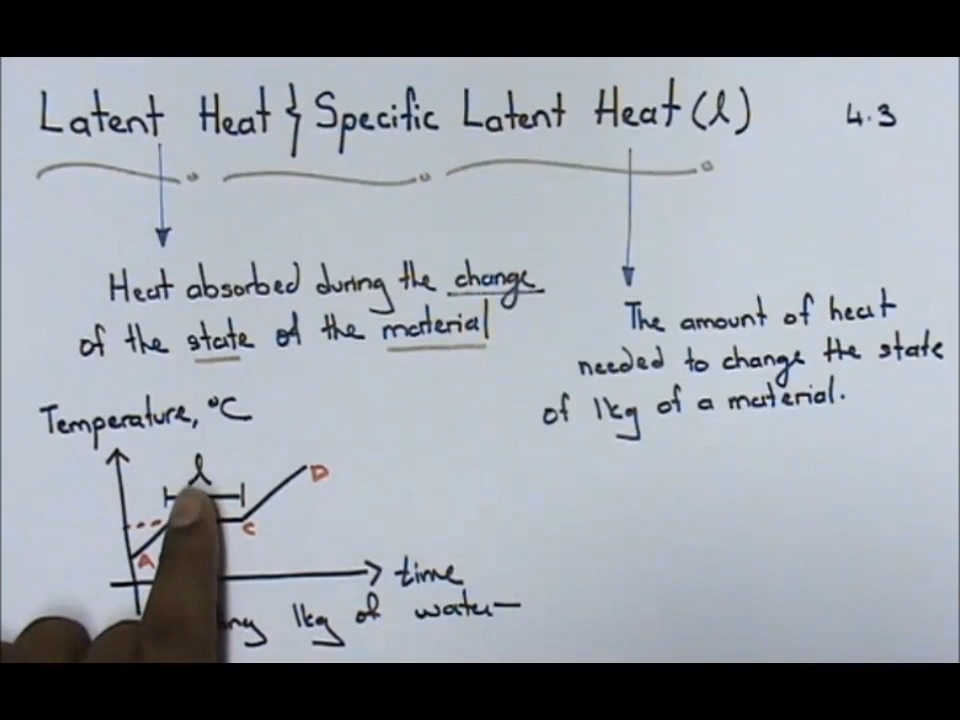 Latent Heat & Specific Latent Heat (l) 4.3
Heat absorbed during the change
of the state of the material
The amount of heat
needed to change the state
of 1kg of a material.
Temperature, °C
l
D
C
A
time
1kg of water